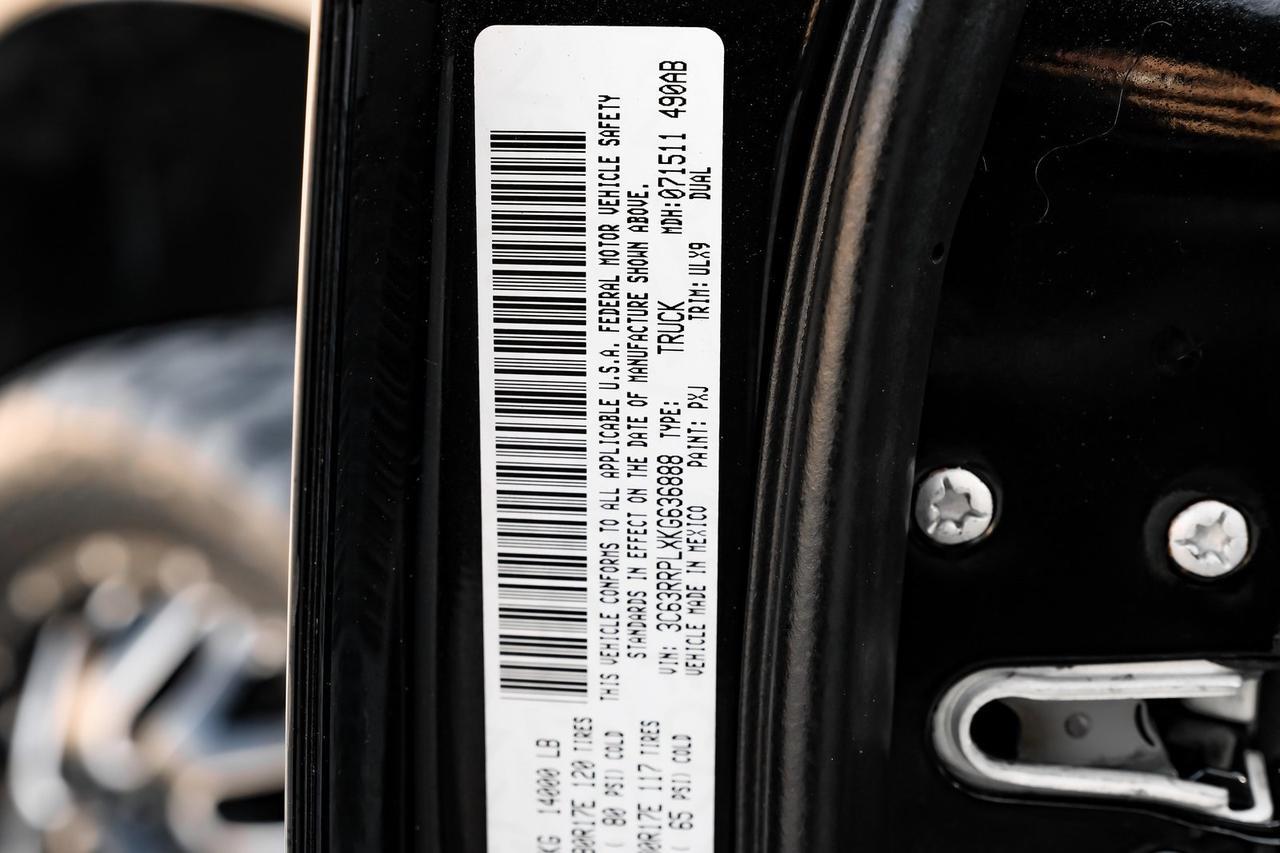 KG 14000 LB
80R17E 120 TIRES
( 80 PSI) COLD
0R17E 117 TIRES
( 65 PSI) COLD
THIS VEHICLE CONFORMS TO ALL APPLICABLE U.S.A. FEDERAL MOTOR VEHICLE SAFETY
STANDARDS IN EFFECT ON THE DATE OF MANUFACTURE SHOWN ABOVE.
VIN: 3C63RRPLXKG636888 TYPE: TRUCK MDH:071511 490AB
VEHICLE MADE IN MEXICO PAINT: PXJ TRIM: ULX9 DUAL